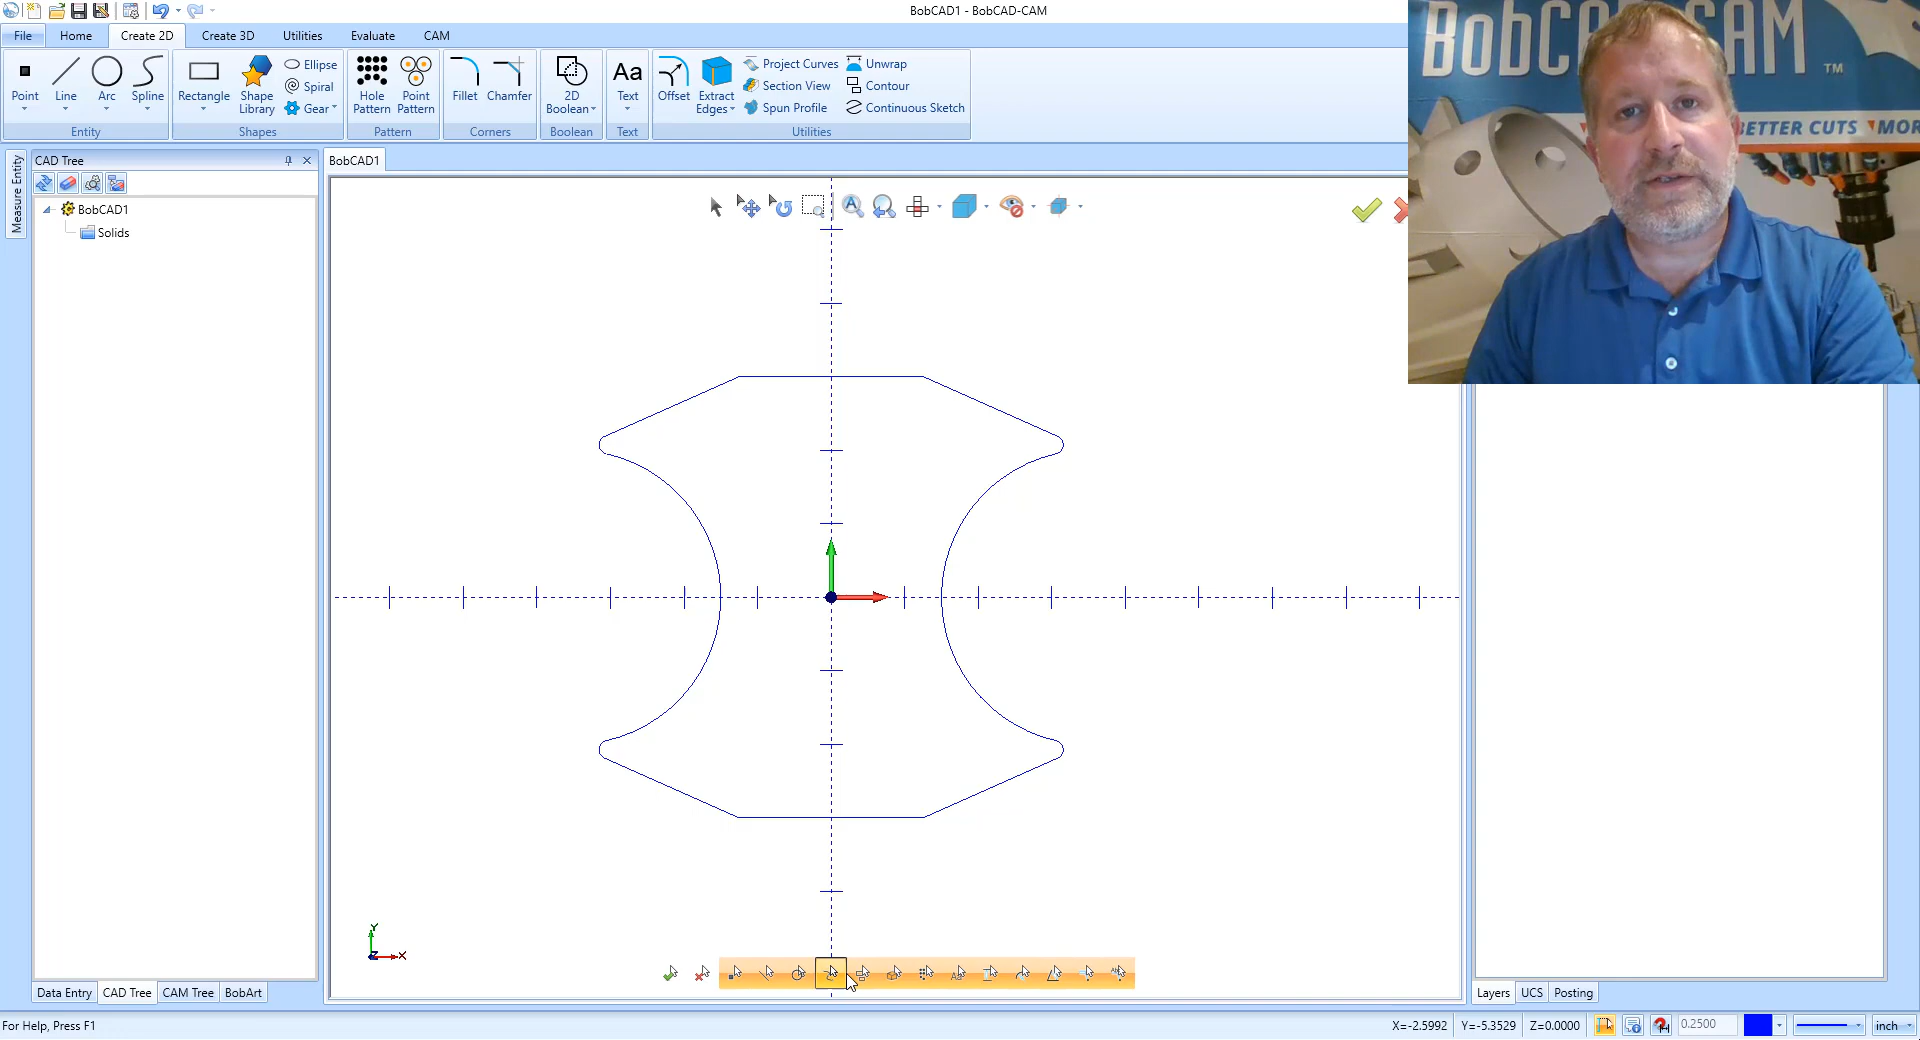 BobCAD1 - BobCAD-CAM
File Home Create 2D Create 3D Utilities Evaluate CAM
Point Line Arc Spline
Entity
Rectangle Shape Library Ellipse Spiral Gear
Shapes
Hole Pattern Point Pattern
Pattern
Fillet Chamfer
Corners
2D Boolean
Boolean
Aa
Text
Text
Offset Extract Edges Project Curves Section View Spun Profile Unwrap Contour Continuous Sketch
Utilities
BobCAD-CAM ™
BETTER CUTS
Measure Entity
CAD Tree
BobCAD1
Solids
BobCAD1
Y
X
Data Entry CAD Tree CAM Tree BobArt
Layers UCS Posting
For Help, Press F1
X=-2.5992 Y=-5.3529 Z=0.0000 0.2500 inch